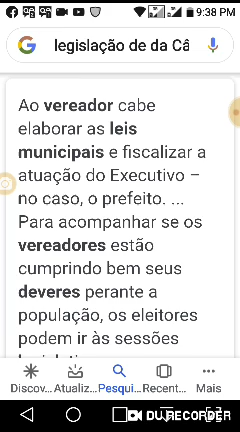 9:38 PM
legislação de da Câ
Ao vereador cabe
elaborar as leis
municipais e fiscalizar a
atuação do Executivo –
no caso, o prefeito. ...
Para acompanhar se os
vereadores estão
cumprindo bem seus
deveres perante a
população, os eleitores
podem ir às sessões
Discov... Atualiz... Pesqui... Recent... Mais
DU RECORDER